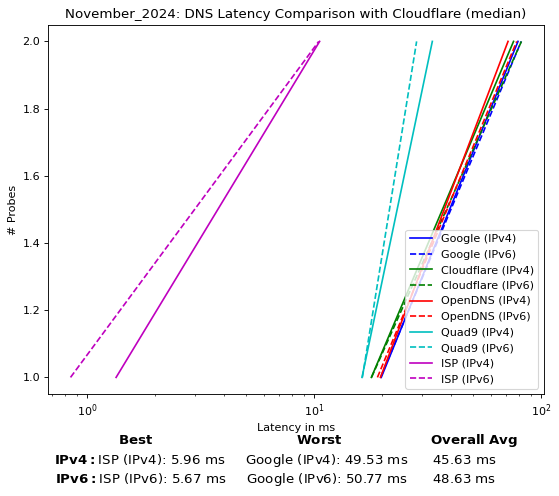 November_2024: DNS Latency Comparison with Cloudflare (median)
2.0
1.8
1.6
1.4
1.2
1.0
# Probes
Google (IPv4)
Google (IPv6)
Cloudflare (IPv4)
Cloudflare (IPv6)
OpenDNS (IPv4)
OpenDNS (IPv6)
Quad9 (IPv4)
Quad9 (IPv6)
ISP (IPv4)
ISP (IPv6)
10⁰ 10¹ 10²
Latency in ms
Best Worst Overall Avg
IPv4: ISP (IPv4): 5.96 ms Google (IPv4): 49.53 ms 45.63 ms
IPv6: ISP (IPv6): 5.67 ms Google (IPv6): 50.77 ms 48.63 ms